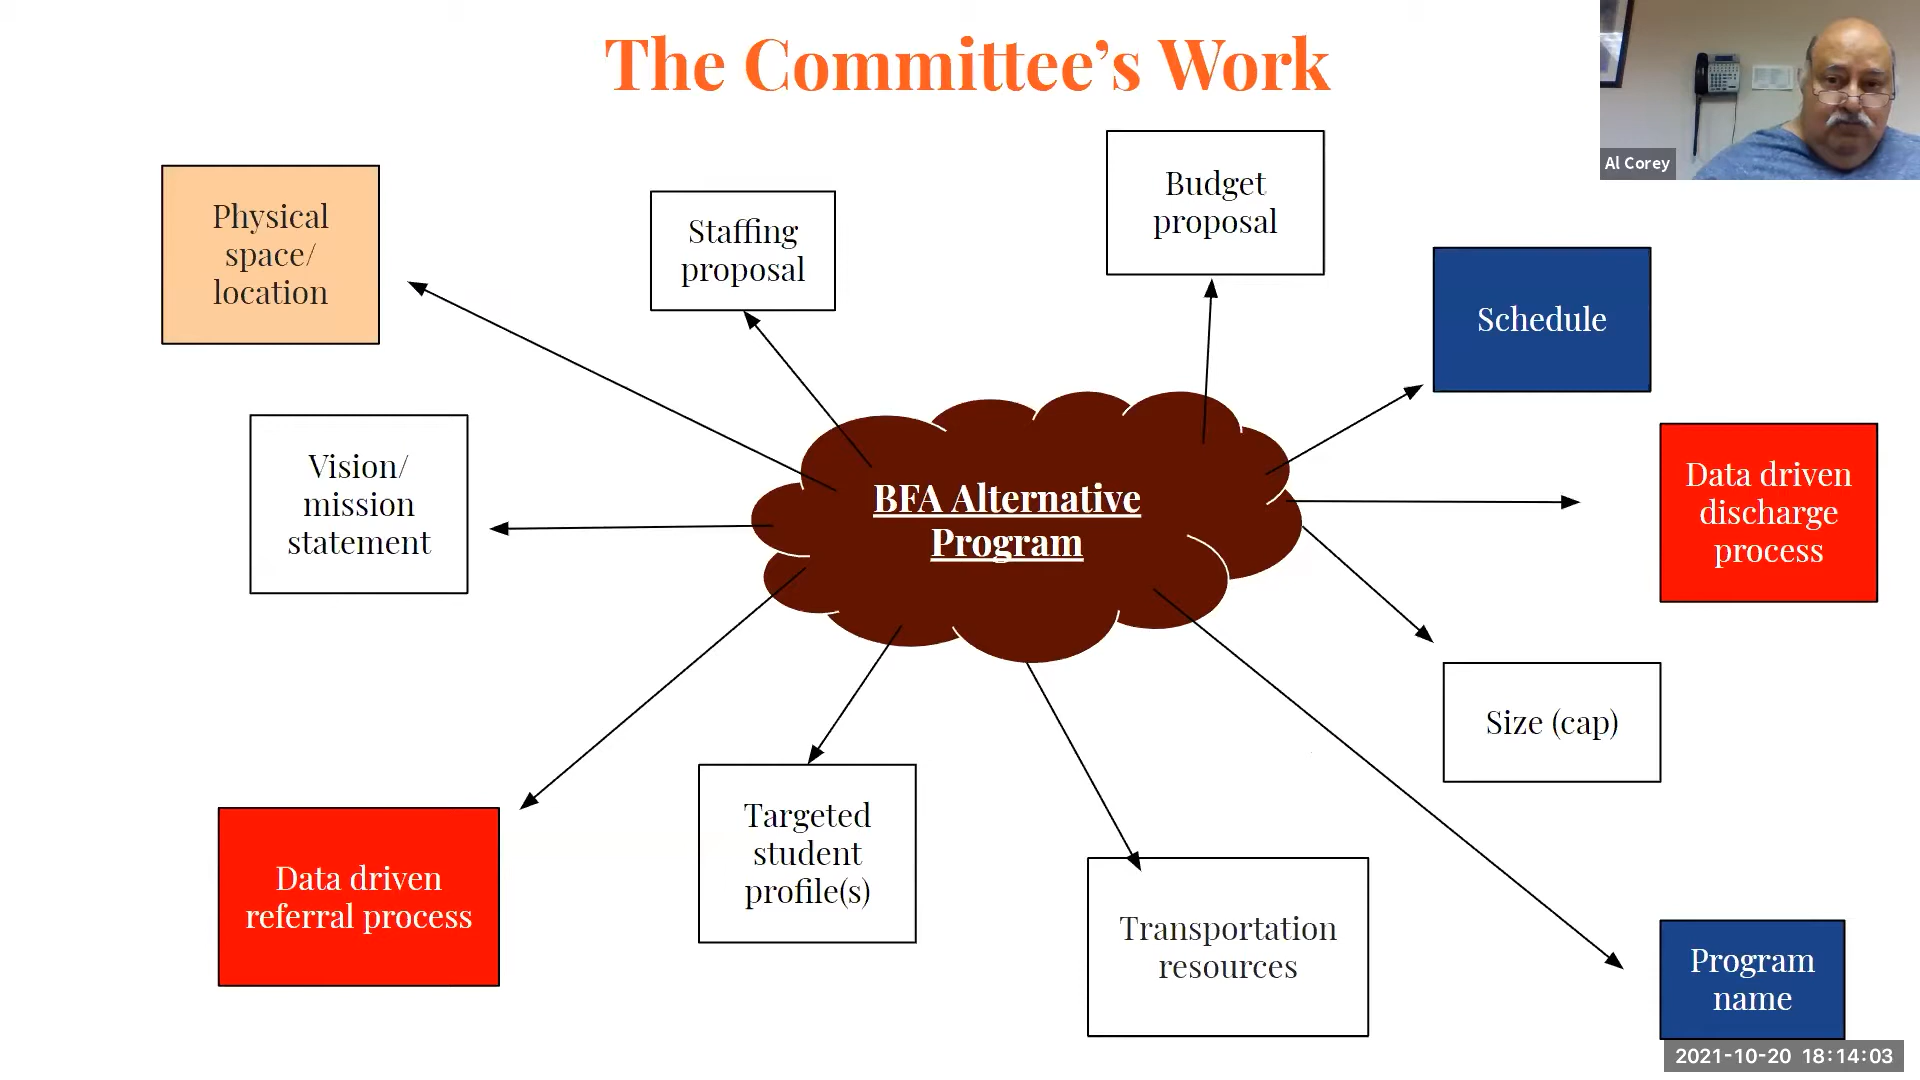 The Committee’s Work
Al Corey
Physical
space/
location
Staffing
proposal
Budget
proposal
Schedule
Vision/
mission
statement
BFA Alternative
Program
Data driven
discharge
process
Size (cap)
Data driven
referral process
Targeted
student
profile(s)
Transportation
resources
Program
name
2021-10-20 18:14:03